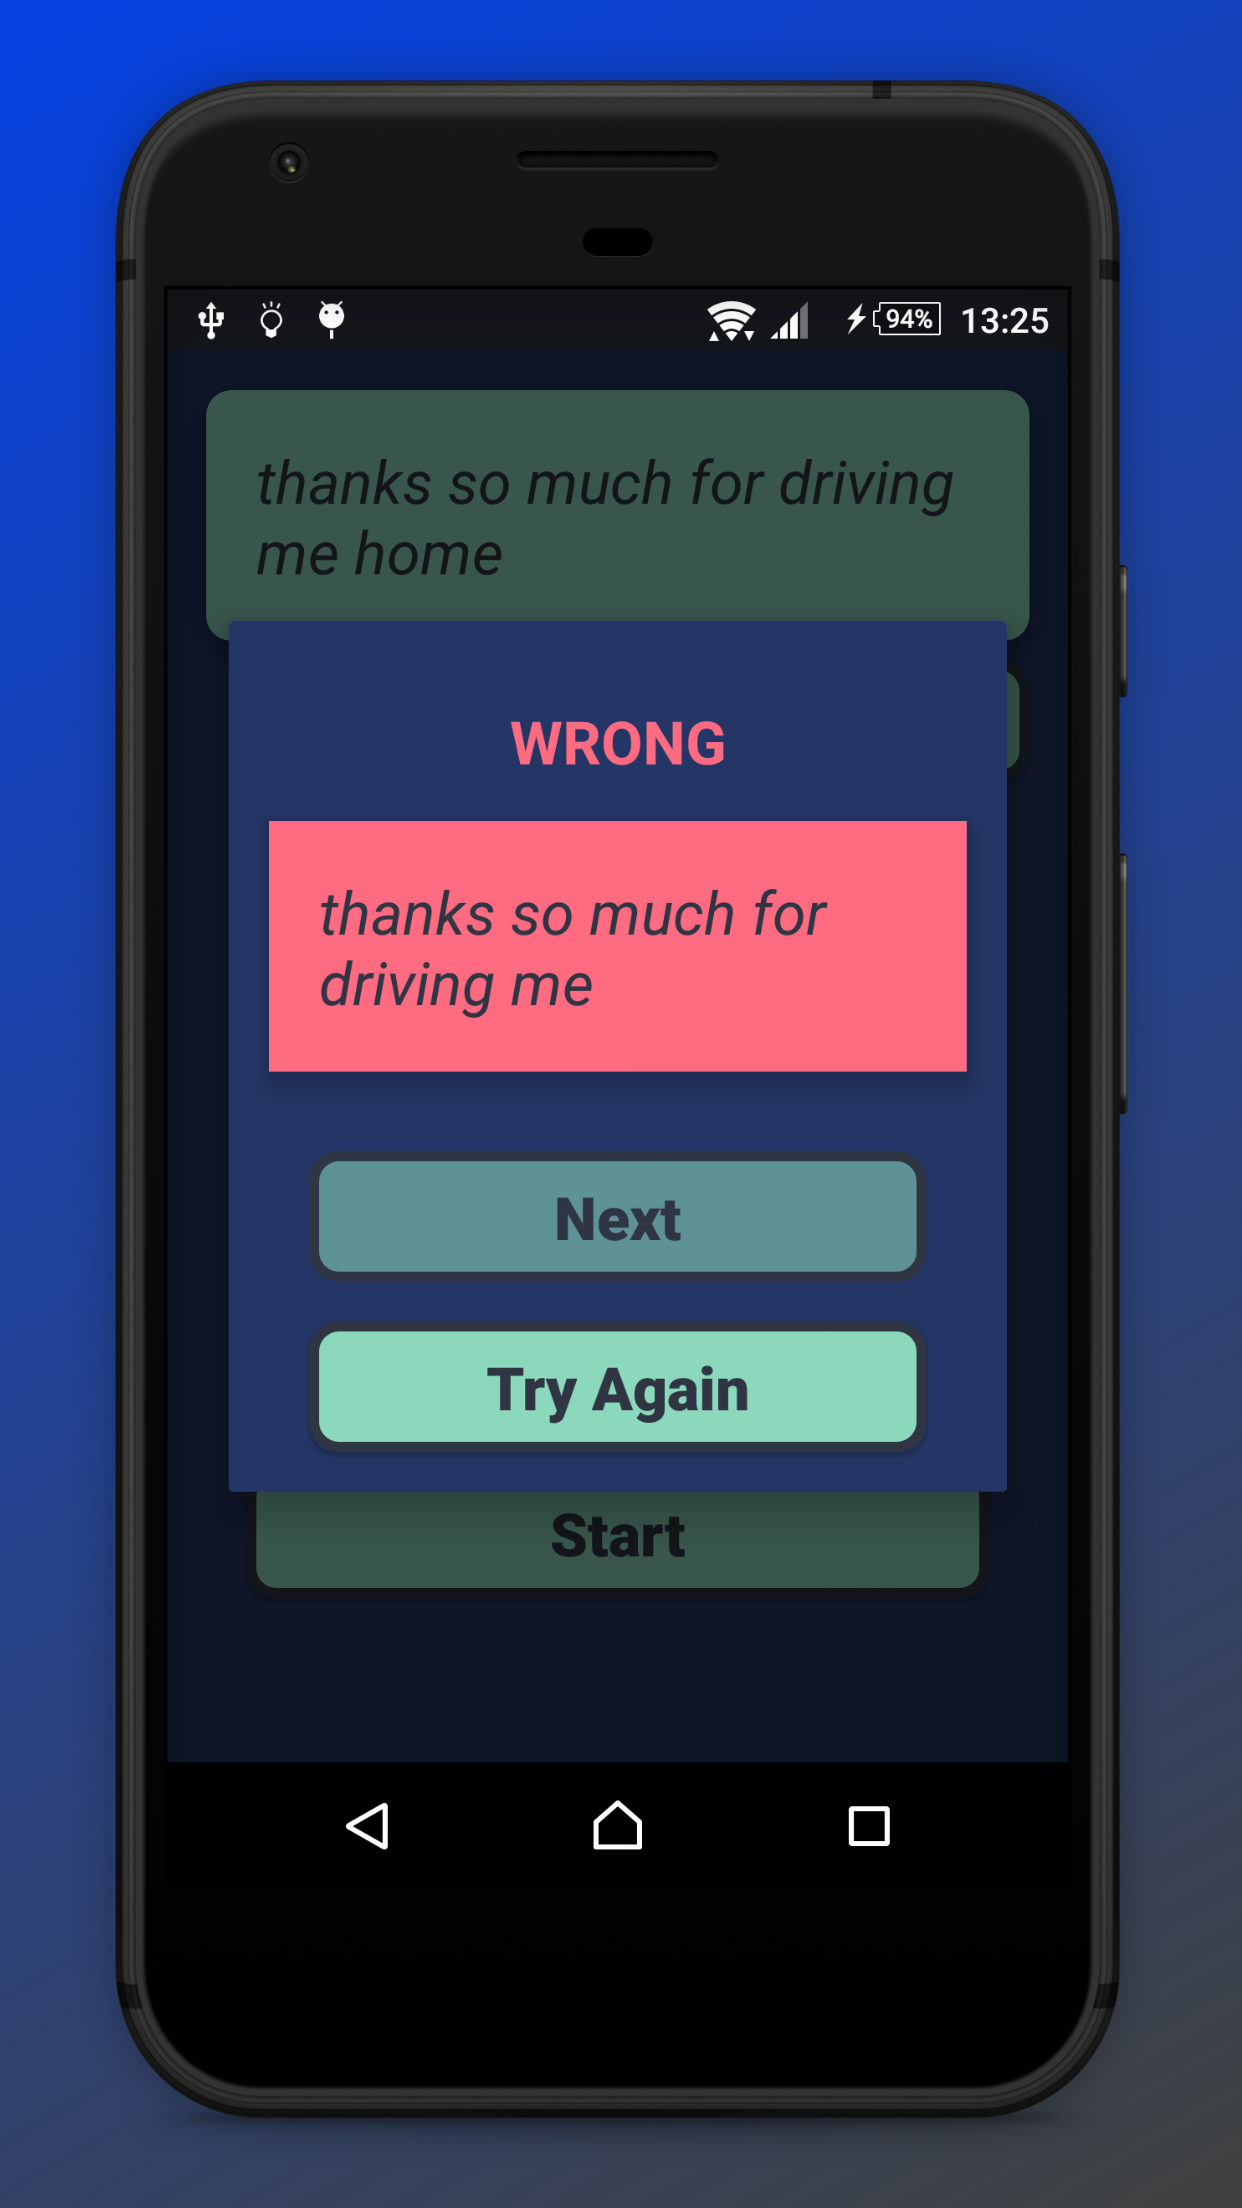 94% 13:25
thanks so much for driving
me home
WRONG
thanks so much for
driving me
Next
Try Again
Start